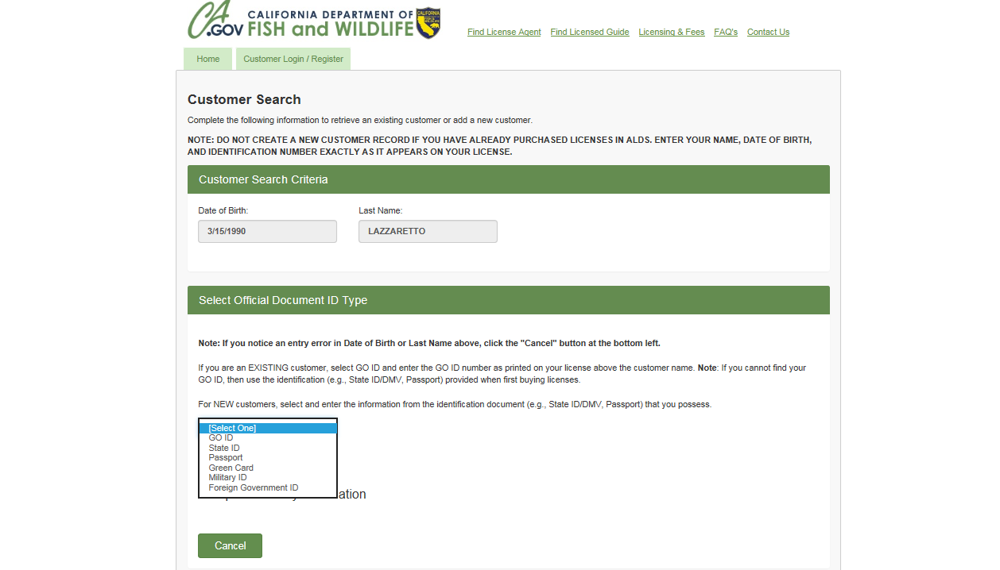 CA.GOV CALIFORNIA DEPARTMENT OF
FISH and WILDLIFE
CALIFORNIA
Find License Agent Find Licensed Guide Licensing & Fees FAQ's Contact Us
Home Customer Login / Register
Customer Search
Complete the following information to retrieve an existing customer or add a new customer.
NOTE: DO NOT CREATE A NEW CUSTOMER RECORD IF YOU HAVE ALREADY PURCHASED LICENSES IN ALDS. ENTER YOUR NAME, DATE OF BIRTH,
AND IDENTIFICATION NUMBER EXACTLY AS IT APPEARS ON YOUR LICENSE.
Customer Search Criteria
Date of Birth: Last Name:
3/15/1990 LAZZARETTO
Select Official Document ID Type
Note: If you notice an entry error in Date of Birth or Last Name above, click the "Cancel" button at the bottom left.
If you are an EXISTING customer, select GO ID and enter the GO ID number as printed on your license above the customer name. Note: If you cannot find your
GO ID, then use the identification (e.g., State ID/DMV, Passport) provided when first buying licenses.
For NEW customers, select and enter the information from the identification document (e.g., State ID/DMV, Passport) that you possess.
[Select One]
GO ID
State ID
Passport
Green Card
Military ID
Foreign Government ID
ation
Cancel